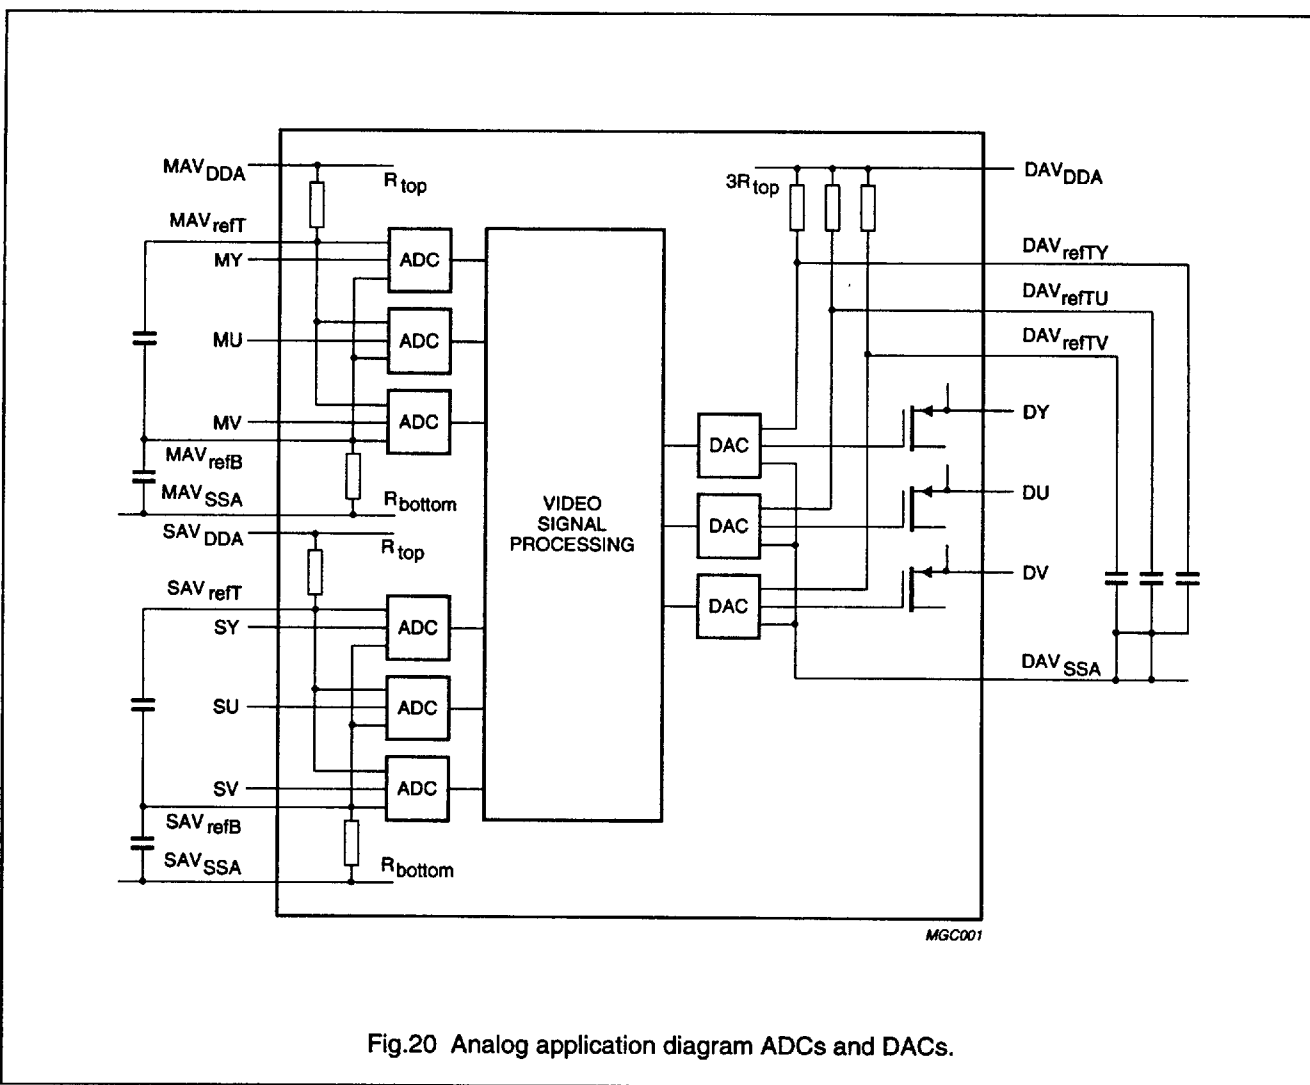 MAVDDA
Rtop
MAVrefT
MY
ADC
MU
ADC
MV
ADC
MAVrefB
MAVSSA
Rbottom
SAVDDA
Rtop
SAVrefT
SY
ADC
SU
ADC
SV
ADC
SAVrefB
SAVSSA
Rbottom
VIDEO
SIGNAL
PROCESSING
3Rtop
DAVDDA
DAVrefTY
DAVrefTU
DAVrefTV
DAC
DY
DAC
DU
DAC
DV
DAVSSA
MGC001
Fig.20 Analog application diagram ADCs and DACs.